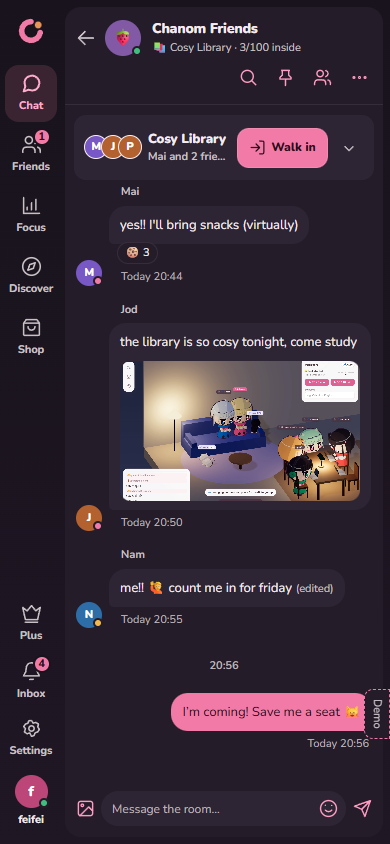 Chanom Friends
Cosy Library · 3/100 inside
Chat
1
Friends
Focus
Discover
Shop
Plus
4
Inbox
Settings
f
feifei
M J P
Cosy Library
Mai and 2 frie...
Walk in
Mai
yes!! I'll bring snacks (virtually)
3
M
Today 20:44
Jod
the library is so cosy tonight, come study
J
Today 20:50
Nam
me!! 🙋 count me in for friday (edited)
N
Today 20:55
20:56
I'm coming! Save me a seat 😸
Demo
Today 20:56
Message the room...